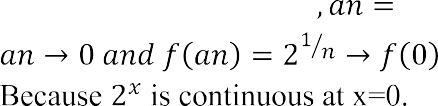 , an =
an → 0 and f(an) = 2^{1/n} → f(0)
Because 2^x is continuous at x=0.